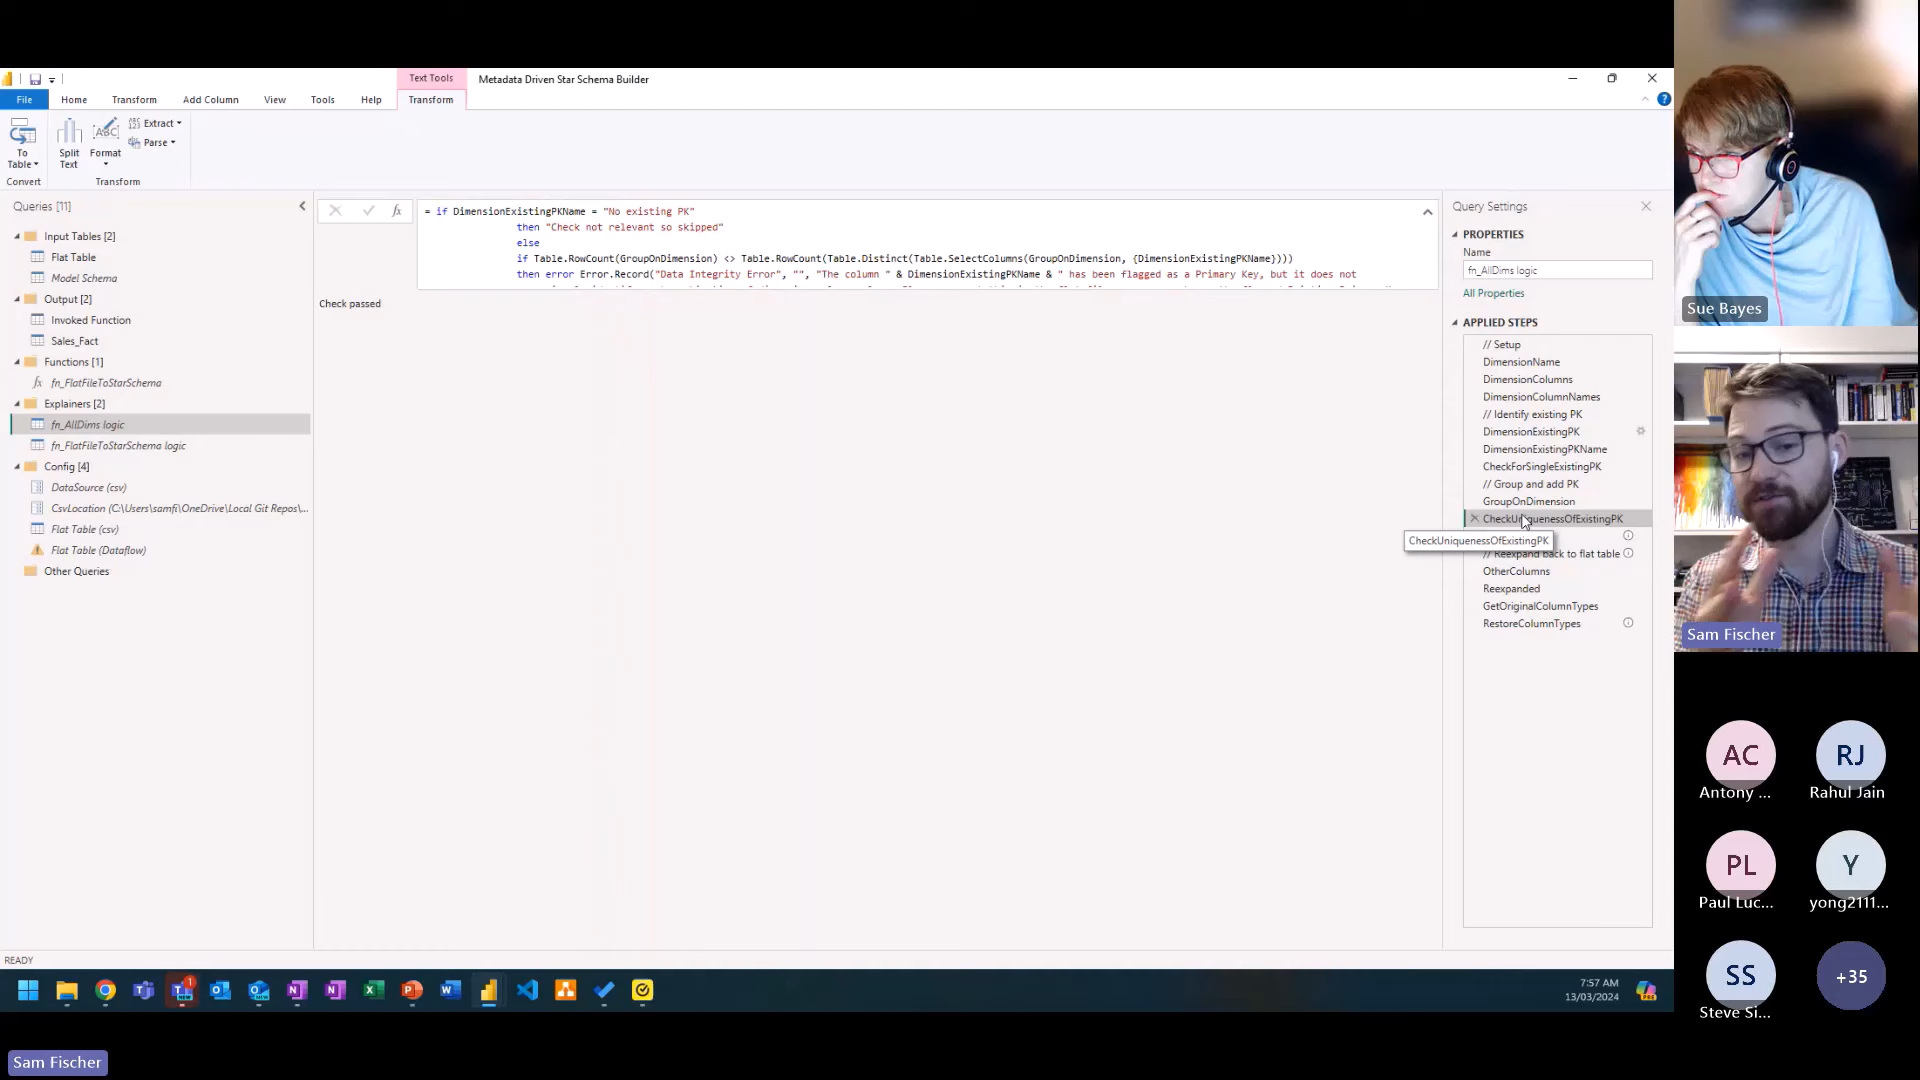 Text Tools
Metadata Driven Star Schema Builder
File
Home
Transform
Add Column
View
Tools
Help
Transform
To Table
Split Text
ABC
Format
Extract
Parse
Convert
Transform
Queries [11]
Input Tables [2]
Flat Table
Model Schema
Output [2]
Invoked Function
Sales_Fact
Functions [1]
fx fn_FlatFileToStarSchema
Explainers [2]
fn_AllDims logic
fn_FlatFileToStarSchema logic
Config [4]
DataSource (csv)
CsvLocation (C:\Users\samfi\OneDrive\Local Git Repos\...
Flat Table (csv)
Flat Table (Dataflow)
Other Queries
fx
= if DimensionExistingPKName = "No existing PK"
then "Check not relevant so skipped"
else
if Table.RowCount(GroupOnDimension) <> Table.RowCount(Table.Distinct(Table.SelectColumns(GroupOnDimension, {DimensionExistingPKName})))
then error Error.Record("Data Integrity Error", "", "The column " & DimensionExistingPKName & " has been flagged as a Primary Key, but it does not
Check passed
Query Settings
PROPERTIES
Name
fn_AllDims logic
All Properties
APPLIED STEPS
// Setup
DimensionName
DimensionColumns
DimensionColumnNames
// Identify existing PK
DimensionExistingPK
DimensionExistingPKName
CheckForSingleExistingPK
// Group and add PK
GroupOnDimension
CheckUniquenessOfExistingPK
CheckUniquenessOfExistingPK
// Reexpand back to flat table
OtherColumns
Reexpanded
GetOriginalColumnTypes
RestoreColumnTypes
READY
7:57 AM
13/03/2024
Sue Bayes
Sam Fischer
AC
Antony ...
RJ
Rahul Jain
PL
Paul Luc...
Y
yong2111...
SS
Steve Si...
+35
Sam Fischer